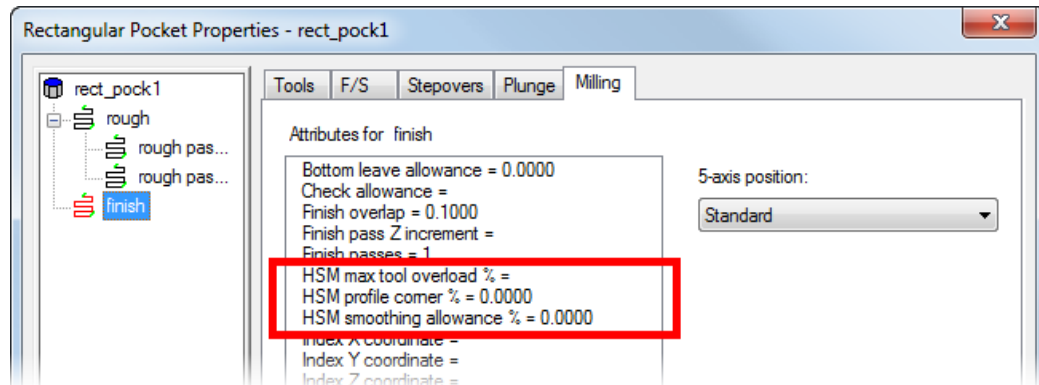 Rectangular Pocket Properties - rect_pock1
rect_pock1
rough
rough pas...
rough pas...
finish
Tools F/S Stepovers Plunge Milling
Attributes for finish
Bottom leave allowance = 0.0000
Check allowance =
Finish overlap = 0.1000
Finish pass Z increment =
Finish passes = 1
HSM max tool overload % =
HSM profile corner % = 0.0000
HSM smoothing allowance % = 0.0000
Index X coordinate =
Index Y coordinate =
Index Z coordinate =
5-axis position:
Standard